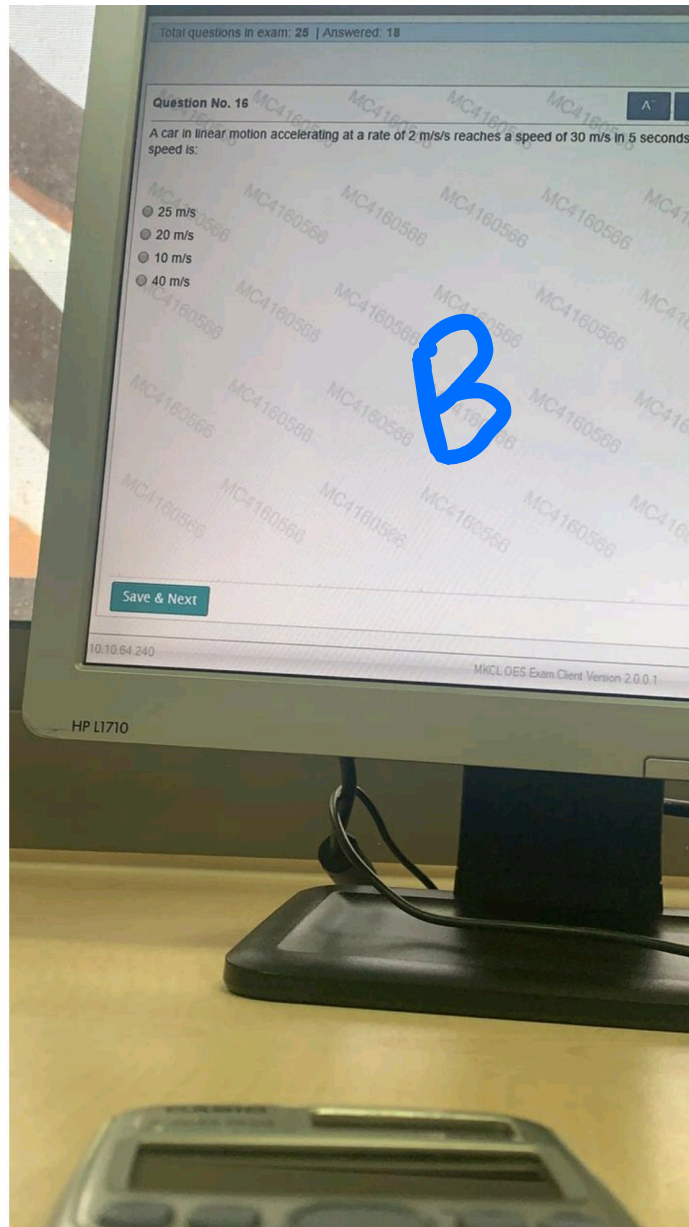 Total questions in exam: 25 | Answered: 18
Question No. 16
A⁻
A car in linear motion accelerating at a rate of 2 m/s/s reaches a speed of 30 m/s in 5 seconds
speed is:
25 m/s
20 m/s
10 m/s
40 m/s
B
MC4160566
Save & Next
10.10.64.240
MKCL OES Exam Client Version 2.0.0.1
HP L1710
CASIO